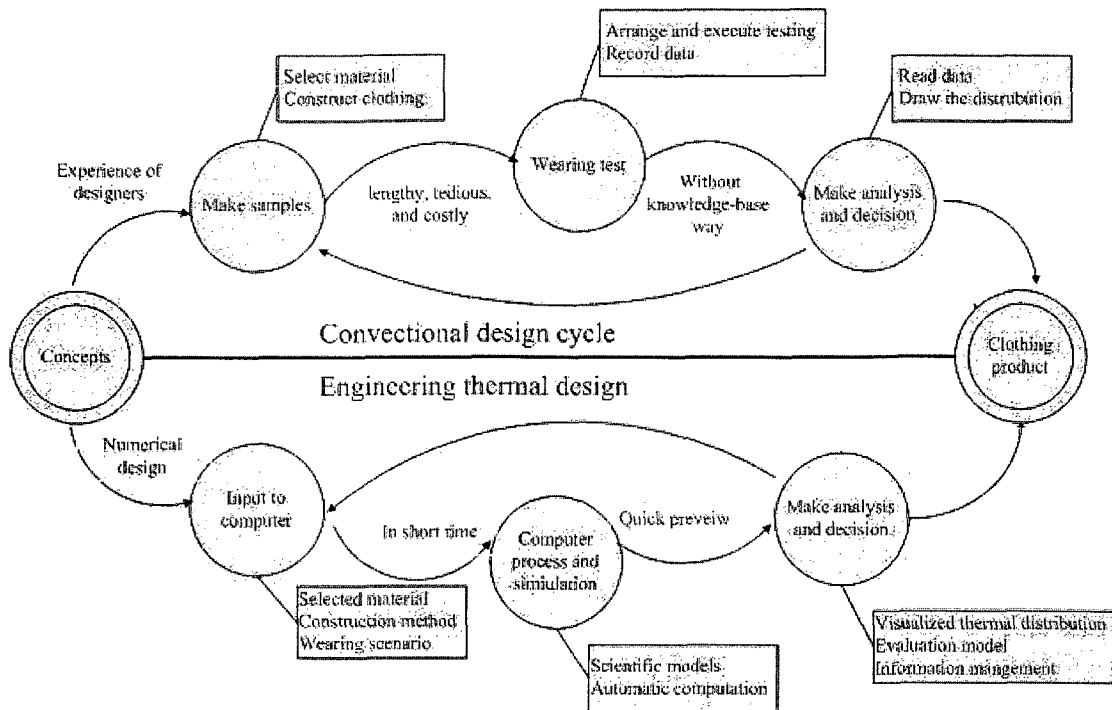 Arrange and execute testing
Record data
Select material
Construct clothing
Read data
Draw the distrubution
Experience of
designers
Make samples
lengthy, tedious,
and costly
Wearing test
Without
knowledge-base
way
Make analysis
and decision
Convectional design cycle
Concepts
Clothing
product
Engineering thermal design
Numerical
design
Input to
computer
In short time
Computer
process and
simiulation
Quick preveiw
Make analysis
and decision
Selected material
Construction method
Wearing scenario
Scientific models
Automatic computation
Visualized thermal distribution
Evaluation model
Information mangement